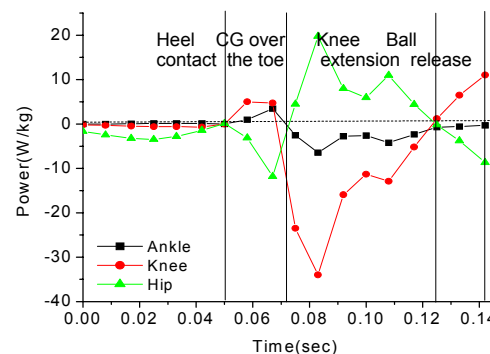 Heel CG over Knee Ball
contact the toe extension release
20
10
0
-10
-20
-30
-40
Power(W/kg)
Ankle
Knee
Hip
0.00 0.02 0.04 0.06 0.08 0.10 0.12 0.14
Time(sec)